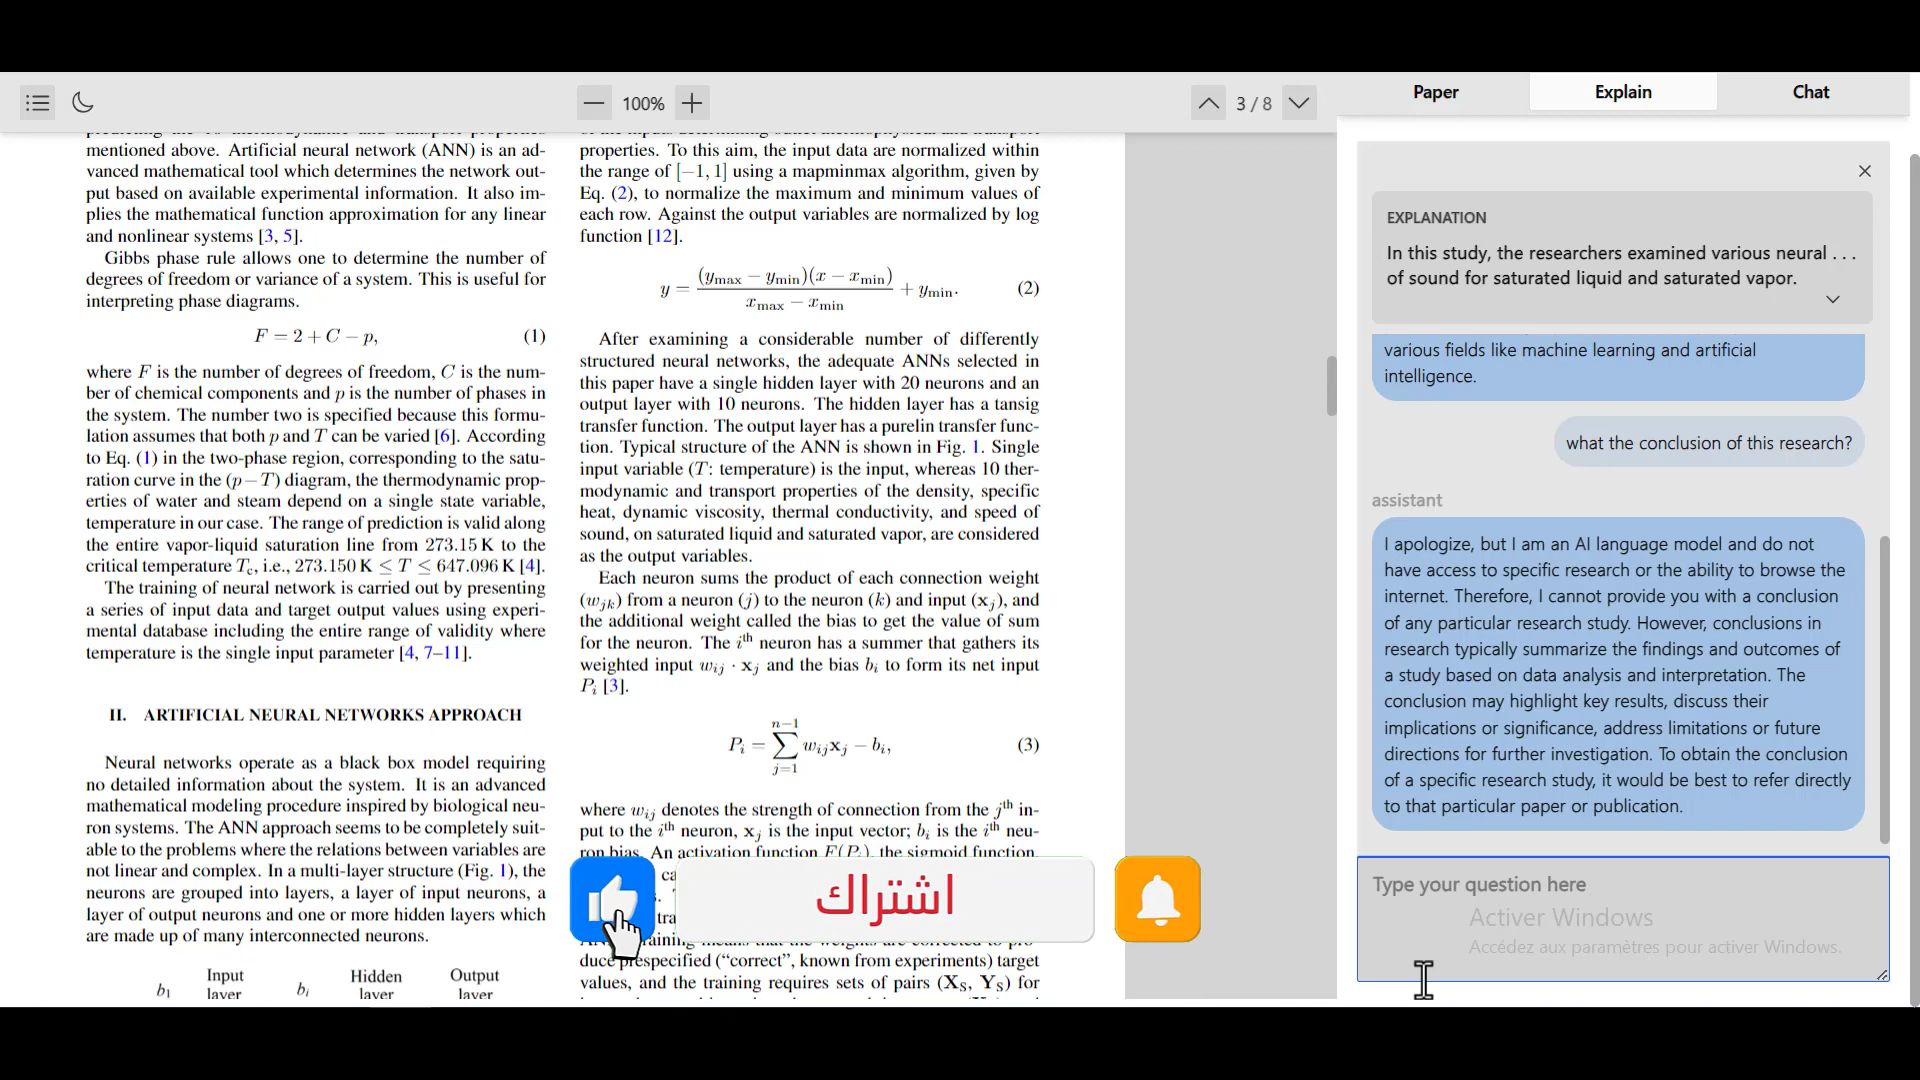 100%
3 / 8
Paper
Explain
Chat
mentioned above. Artificial neural network (ANN) is an ad-
vanced mathematical tool which determines the network out-
put based on available experimental information. It also im-
plies the mathematical function approximation for any linear
and nonlinear systems [3, 5].
Gibbs phase rule allows one to determine the number of
degrees of freedom or variance of a system. This is useful for
interpreting phase diagrams.
F = 2 + C − p, (1)
where F is the number of degrees of freedom, C is the num-
ber of chemical components and p is the number of phases in
the system. The number two is specified because this formu-
lation assumes that both p and T can be varied [6]. According
to Eq. (1) in the two-phase region, corresponding to the satu-
ration curve in the (p − T) diagram, the thermodynamic prop-
erties of water and steam depend on a single state variable,
temperature in our case. The range of prediction is valid along
the entire vapor-liquid saturation line from 273.15 K to the
critical temperature Tc, i.e., 273.150 K ≤ T ≤ 647.096 K [4].
The training of neural network is carried out by presenting
a series of input data and target output values using experi-
mental database including the entire range of validity where
temperature is the single input parameter [4, 7–11].
II. ARTIFICIAL NEURAL NETWORKS APPROACH
Neural networks operate as a black box model requiring
no detailed information about the system. It is an advanced
mathematical modeling procedure inspired by biological neu-
ron systems. The ANN approach seems to be completely suit-
able to the problems where the relations between variables are
not linear and complex. In a multi-layer structure (Fig. 1), the
neurons are grouped into layers, a layer of input neurons, a
layer of output neurons and one or more hidden layers which
are made up of many interconnected neurons.
Input Hidden Output
b1 layer bi layer layer
properties. To this aim, the input data are normalized within
the range of [−1, 1] using a mapminmax algorithm, given by
Eq. (2), to normalize the maximum and minimum values of
each row. Against the output variables are normalized by log
function [12].
y = (ymax − ymin)(x − xmin) / xmax − xmin + ymin. (2)
After examining a considerable number of differently
structured neural networks, the adequate ANNs selected in
this paper have a single hidden layer with 20 neurons and an
output layer with 10 neurons. The hidden layer has a tansig
transfer function. The output layer has a purelin transfer func-
tion. Typical structure of the ANN is shown in Fig. 1. Single
input variable (T: temperature) is the input, whereas 10 ther-
modynamic and transport properties of the density, specific
heat, dynamic viscosity, thermal conductivity, and speed of
sound, on saturated liquid and saturated vapor, are considered
as the output variables.
Each neuron sums the product of each connection weight
(wjk) from a neuron (j) to the neuron (k) and input (xj), and
the additional weight called the bias to get the value of sum
for the neuron. The ith neuron has a summer that gathers its
weighted input wij · xj and the bias bi to form its net input
Pi [3].
Pi = ∑ n−1 j=1 wijxj − bi, (3)
where wij denotes the strength of connection from the jth in-
put to the ith neuron, xj is the input vector; bi is the ith neu-
ron bias. An activation function F(Pi), the sigmoid function,
duce prespecified (“correct”, known from experiments) target
values, and the training requires sets of pairs (XS, YS) for
اشتراك
EXPLANATION
In this study, the researchers examined various neural . . .
of sound for saturated liquid and saturated vapor.
various fields like machine learning and artificial
intelligence.
what the conclusion of this research?
assistant
I apologize, but I am an AI language model and do not
have access to specific research or the ability to browse the
internet. Therefore, I cannot provide you with a conclusion
of any particular research study. However, conclusions in
research typically summarize the findings and outcomes of
a study based on data analysis and interpretation. The
conclusion may highlight key results, discuss their
implications or significance, address limitations or future
directions for further investigation. To obtain the conclusion
of a specific research study, it would be best to refer directly
to that particular paper or publication.
Type your question here
Activer Windows
Accédez aux paramètres pour activer Windows.